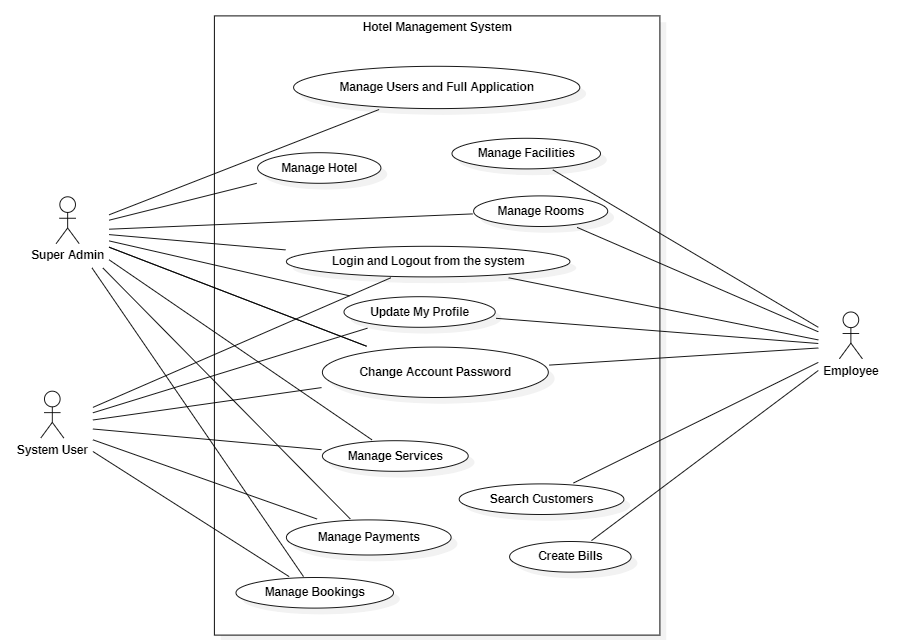 Hotel Management System
Manage Users and Full Application
Manage Facilities
Manage Hotel
Manage Rooms
Super Admin
Login and Logout from the system
Update My Profile
Change Account Password
Employee
System User
Manage Services
Search Customers
Manage Payments
Create Bills
Manage Bookings